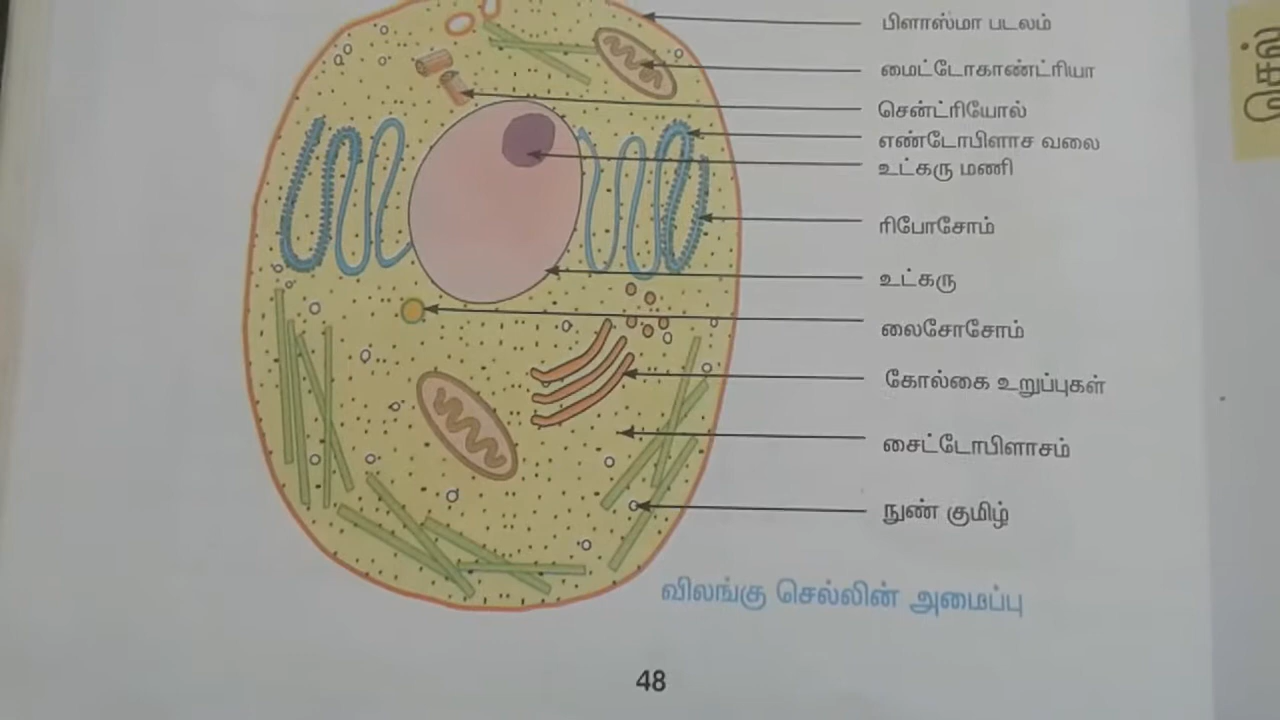 பிளாஸ்மா படலம்
மைட்டோகாண்ட்ரியா
சென்ட்ரியோல்
எண்டோபிளாச வலை
உட்கரு மணி
ரிபோசோம்
உட்கரு
லைசோசோம்
கோல்கை உறுப்புகள்
சைட்டோபிளாசம்
நுண் குமிழ்
விலங்கு செல்லின் அமைப்பு
48
செல்